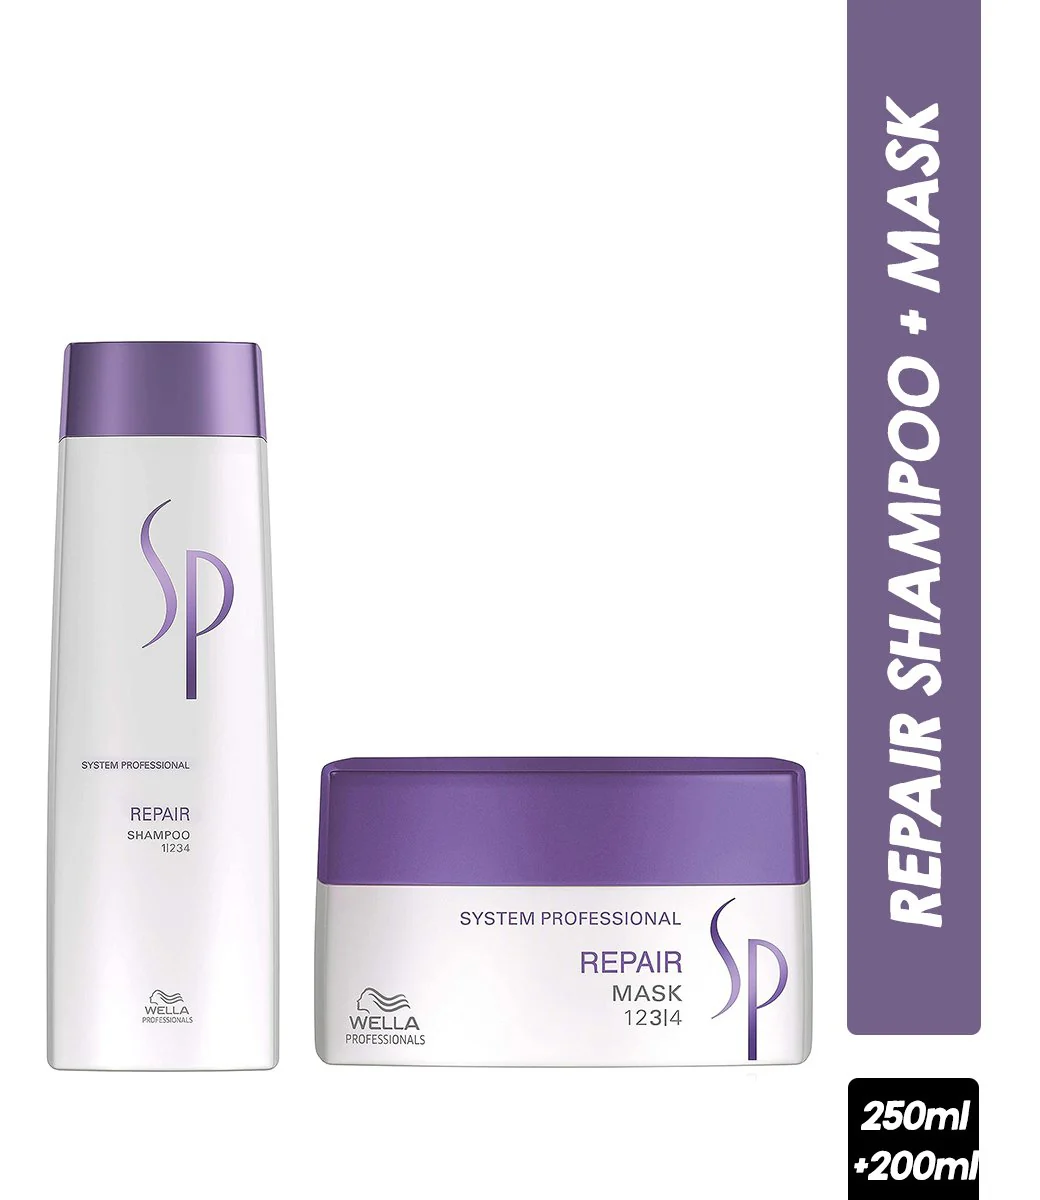 SP
SYSTEM PROFESSIONAL
REPAIR
SHAMPOO
1|234
WELLA
PROFESSIONALS
SYSTEM PROFESSIONAL
REPAIR
MASK
123|4
SP
WELLA
PROFESSIONALS
REPAIR SHAMPOO + MASK
250ml
+200ml